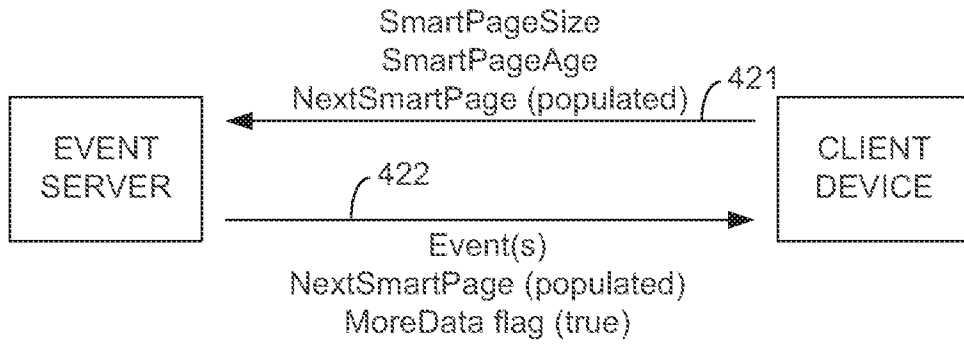 SmartPageSize
SmartPageAge
NextSmartPage (populated)
421
EVENT
SERVER
CLIENT
DEVICE
422
Event(s)
NextSmartPage (populated)
MoreData flag (true)